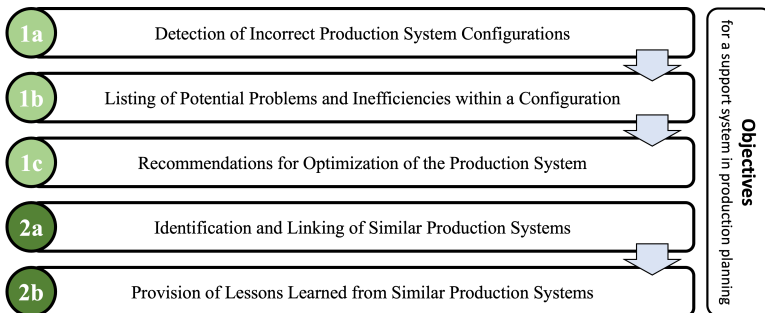 1a
Detection of Incorrect Production System Configurations
1b
Listing of Potential Problems and Inefficiencies within a Configuration
1c
Recommendations for Optimization of the Production System
2a
Identification and Linking of Similar Production Systems
2b
Provision of Lessons Learned from Similar Production Systems
Objectives
for a support system in production planning